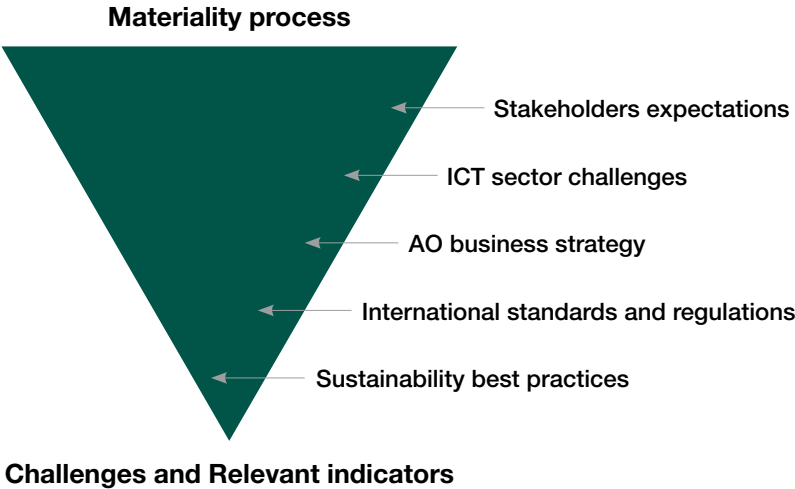 Materiality process
Stakeholders expectations
ICT sector challenges
AO business strategy
International standards and regulations
Sustainability best practices
Challenges and Relevant indicators